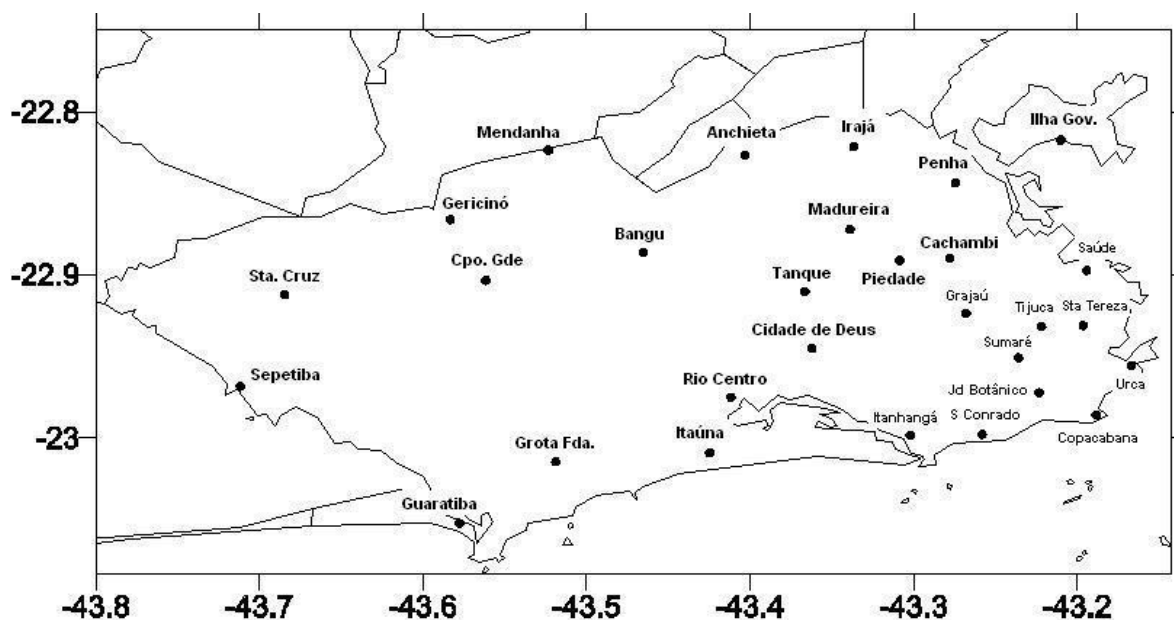 -22.8
Mendanha
Anchieta
Irajá
Ilha Gov.
Penha
Gericinó
Madureira
Bangu
Cachambi
Saúde
-22.9
Sta. Cruz
Cpo. Gde
Tanque
Piedade
Grajaú
Tijuca
Sta Tereza
Cidade de Deus
Sumaré
Sepetiba
Rio Centro
Jd Botânico
Urca
Itanhangá
S Conrado
-23
Grota Fda.
Itaúna
Copacabana
Guaratiba
-43.8 -43.7 -43.6 -43.5 -43.4 -43.3 -43.2